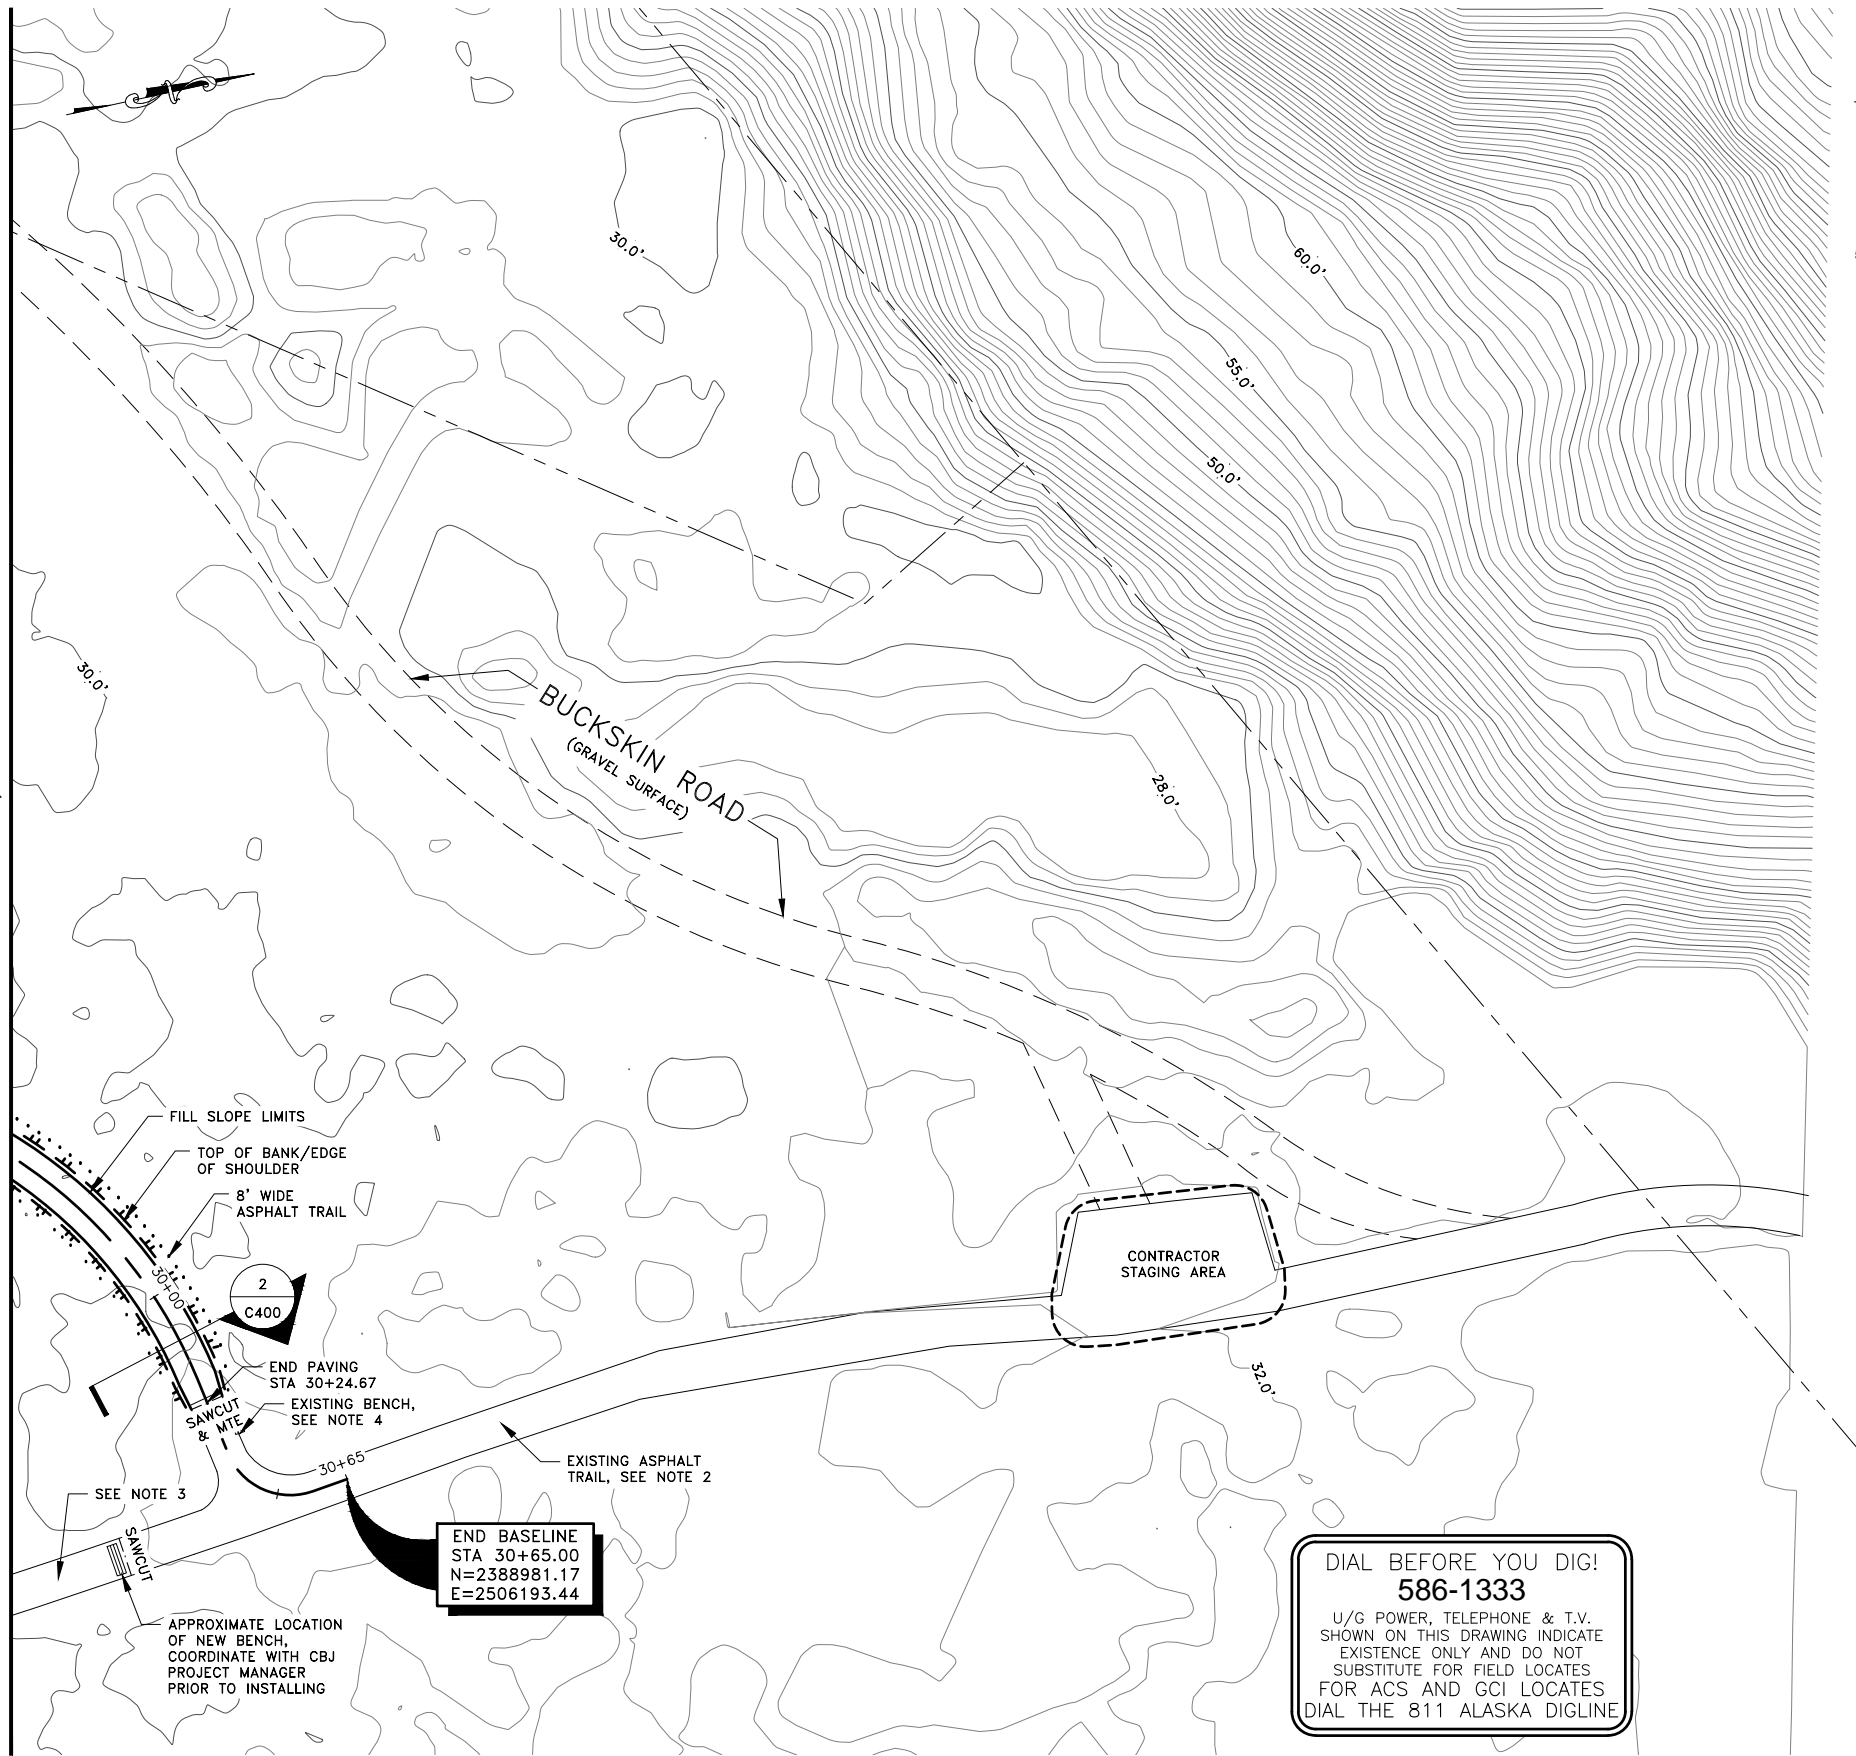 30.0'
60.0'
55.0'
50.0'
30.0'
BUCKSKIN ROAD
(GRAVEL SURFACE)
28.0'
FILL SLOPE LIMITS
TOP OF BANK/EDGE
OF SHOULDER
8' WIDE
ASPHALT TRAIL
30+00
2
C400
CONTRACTOR
STAGING AREA
END PAVING
STA 30+24.67
EXISTING BENCH,
SEE NOTE 4
SAWCUT
& MTE
32.0'
30+65
EXISTING ASPHALT
TRAIL, SEE NOTE 2
SEE NOTE 3
SAWCUT
END BASELINE
STA 30+65.00
N=2388981.17
E=2506193.44
APPROXIMATE LOCATION
OF NEW BENCH,
COORDINATE WITH CBJ
PROJECT MANAGER
PRIOR TO INSTALLING
DIAL BEFORE YOU DIG!
586-1333
U/G POWER, TELEPHONE & T.V.
SHOWN ON THIS DRAWING INDICATE
EXISTENCE ONLY AND DO NOT
SUBSTITUTE FOR FIELD LOCATES
FOR ACS AND GCI LOCATES
DIAL THE 811 ALASKA DIGLINE